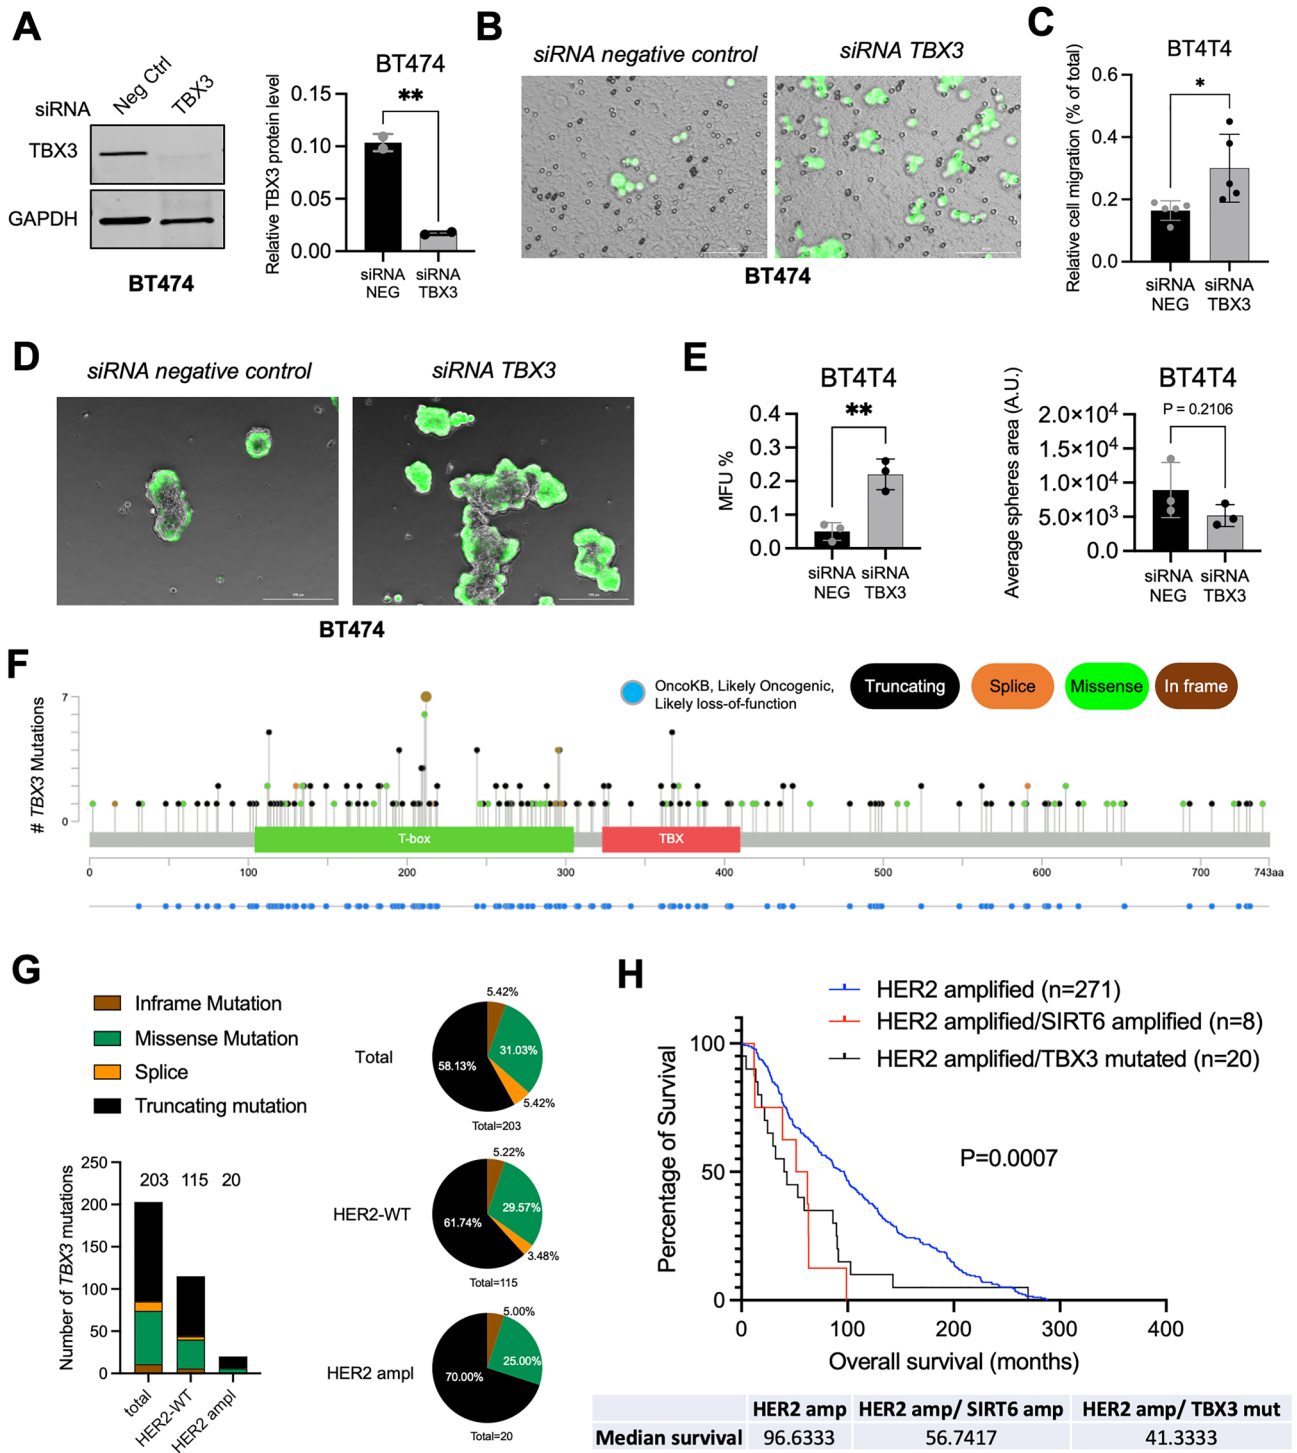 A
siRNA
Neg Ctrl
TBX3
TBX3
GAPDH
BT474
BT474
**
Relative TBX3 protein level
0.15
0.10
0.05
0.00
siRNA NEG
siRNA TBX3
B
siRNA negative control
siRNA TBX3
BT474
C
BT4T4
*
Relative cell migration (% of total)
0.6
0.4
0.2
0.0
siRNA NEG
siRNA TBX3
D
siRNA negative control
siRNA TBX3
BT474
E
BT4T4
**
MFU %
0.4
0.3
0.2
0.1
0.0
siRNA NEG
siRNA TBX3
BT4T4
P = 0.2106
Average spheres area (A.U.)
2.0×10⁴
1.5×10⁴
1.0×10⁴
5.0×10³
0.0
siRNA NEG
siRNA TBX3
F
OncoKB, Likely Oncogenic,
Likely loss-of-function
Truncating
Splice
Missense
In frame
# TBX3 Mutations
7
0
T-box
TBX
0
100
200
300
400
500
600
700
743aa
G
Inframe Mutation
Missense Mutation
Splice
Truncating mutation
Number of TBX3 mutations
250
200
150
100
50
0
203
115
20
total
HER2-WT
HER2 ampl
Total
5.42%
31.03%
58.13%
5.42%
Total=203
HER2-WT
5.22%
29.57%
61.74%
3.48%
Total=115
HER2 ampl
5.00%
25.00%
70.00%
Total=20
H
HER2 amplified (n=271)
HER2 amplified/SIRT6 amplified (n=8)
HER2 amplified/TBX3 mutated (n=20)
P=0.0007
Percentage of Survival
100
50
0
0
100
200
300
400
Overall survival (months)
HER2 amp
HER2 amp/ SIRT6 amp
HER2 amp/ TBX3 mut
Median survival
96.6333
56.7417
41.3333